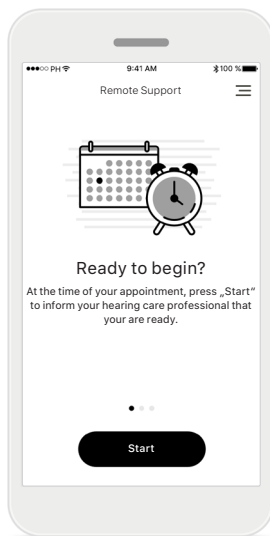 ●●●○○ PH 9:41 AM 100 %
Remote Support
Ready to begin?
At the time of your appointment, press „Start“
to inform your hearing care professional that
your are ready.
Start